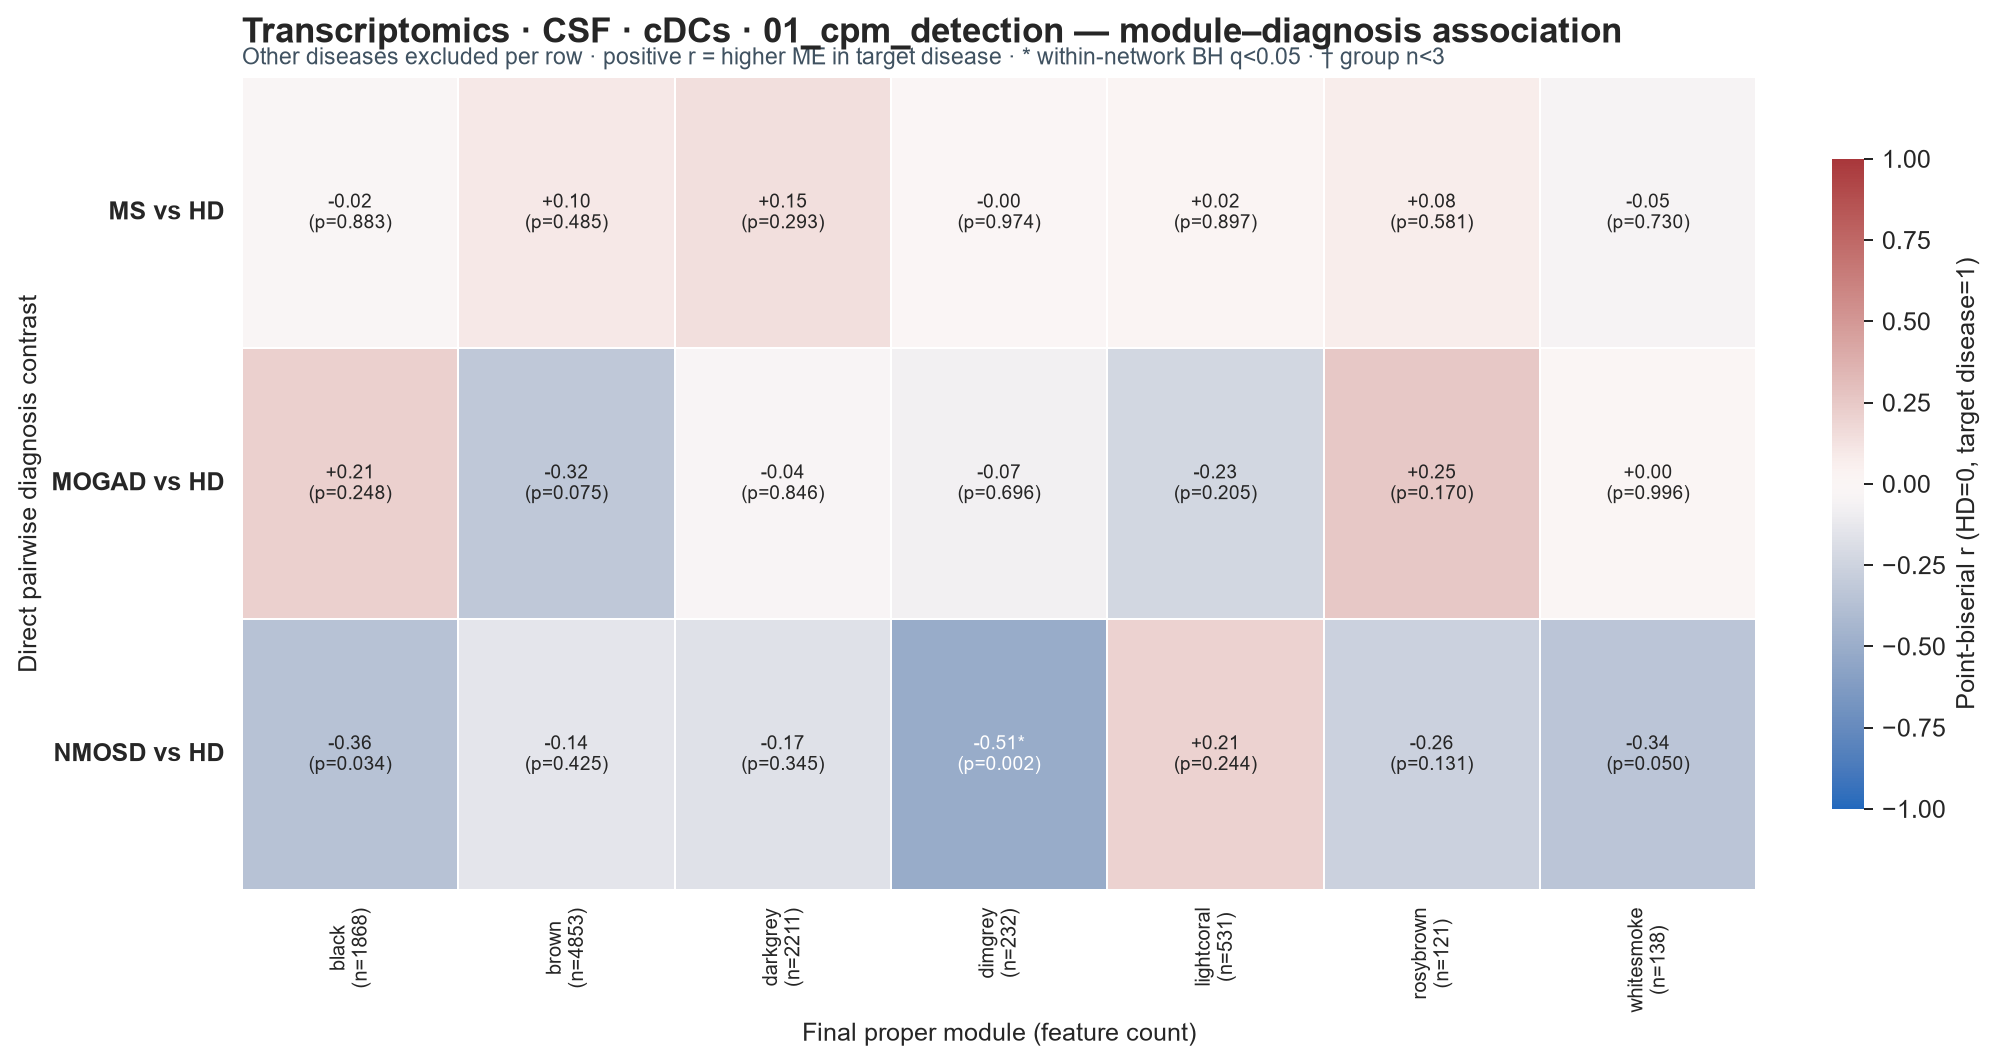 Transcriptomics · CSF · cDCs · 01_cpm_detection — module–diagnosis association
Other diseases excluded per row · positive r = higher ME in target disease · * within-network BH q<0.05 · † group n<3
Direct pairwise diagnosis contrast
MS vs HD
-0.02
(p=0.883)
+0.10
(p=0.485)
+0.15
(p=0.293)
-0.00
(p=0.974)
+0.02
(p=0.897)
+0.08
(p=0.581)
-0.05
(p=0.730)
MOGAD vs HD
+0.21
(p=0.248)
-0.32
(p=0.075)
-0.04
(p=0.846)
-0.07
(p=0.696)
-0.23
(p=0.205)
+0.25
(p=0.170)
+0.00
(p=0.996)
NMOSD vs HD
-0.36
(p=0.034)
-0.14
(p=0.425)
-0.17
(p=0.345)
-0.51*
(p=0.002)
+0.21
(p=0.244)
-0.26
(p=0.131)
-0.34
(p=0.050)
black
(n=1868)
brown
(n=4853)
darkgrey
(n=2211)
dimgrey
(n=232)
lightcoral
(n=531)
rosybrown
(n=121)
whitesmoke
(n=138)
Final proper module (feature count)
1.00
0.75
0.50
0.25
0.00
−0.25
−0.50
−0.75
−1.00
Point-biserial r (HD=0, target disease=1)